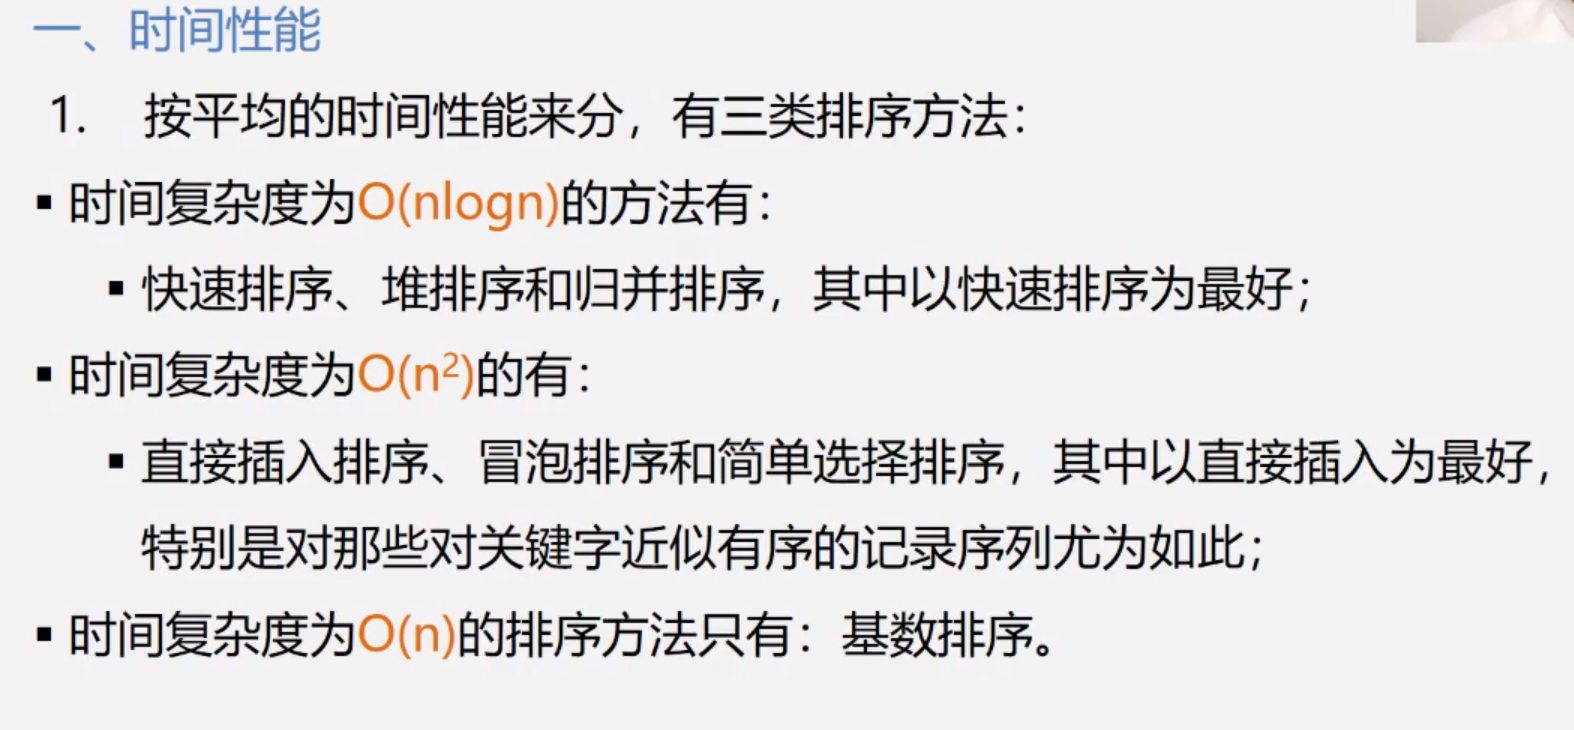 一、时间性能
1. 按平均的时间性能来分，有三类排序方法：
▪ 时间复杂度为O(nlogn)的方法有：
▪ 快速排序、堆排序和归并排序，其中以快速排序为最好；
▪ 时间复杂度为O(n²)的有：
▪ 直接插入排序、冒泡排序和简单选择排序，其中以直接插入为最好，
特别是对那些对关键字近似有序的记录序列尤为如此；
▪ 时间复杂度为O(n)的排序方法只有：基数排序。